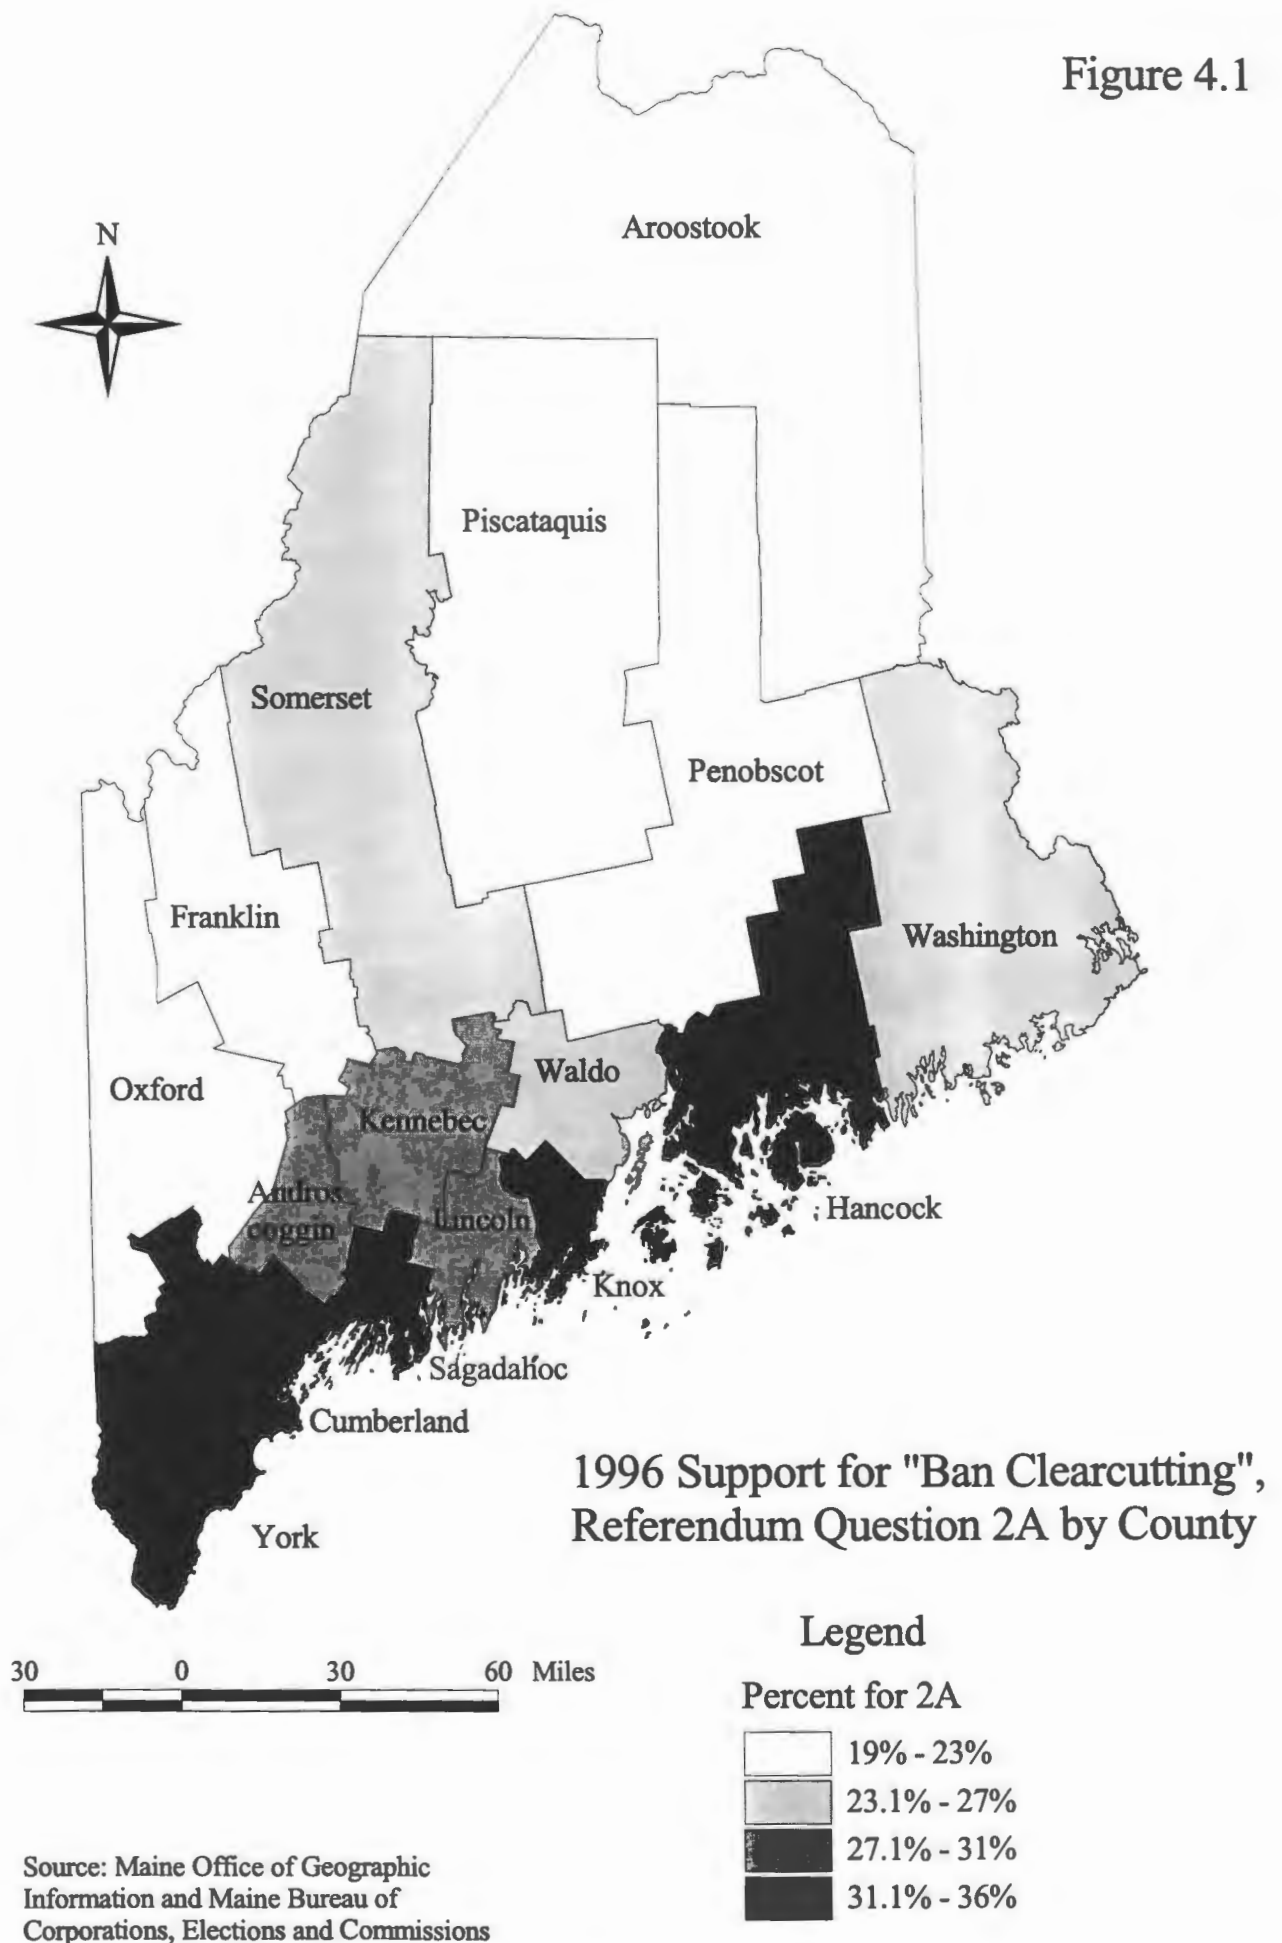 Figure 4.1
N
Aroostook
Piscataquis
Somerset
Penobscot
Franklin
Washington
Oxford
Waldo
Kennebec
Andros
coggin
Lincoln
Hancock
Knox
Sagadahoc
Cumberland
York
1996 Support for "Ban Clearcutting",
Referendum Question 2A by County
30 0 30 60 Miles
Legend
Percent for 2A
19% - 23%
23.1% - 27%
27.1% - 31%
31.1% - 36%
Source: Maine Office of Geographic
Information and Maine Bureau of
Corporations, Elections and Commissions